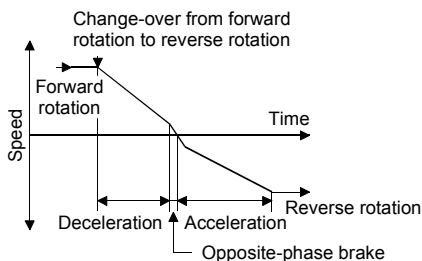 Change-over from forward
rotation to reverse rotation
Forward
rotation
Time
Speed
Reverse rotation
Deceleration
Acceleration
Opposite-phase brake